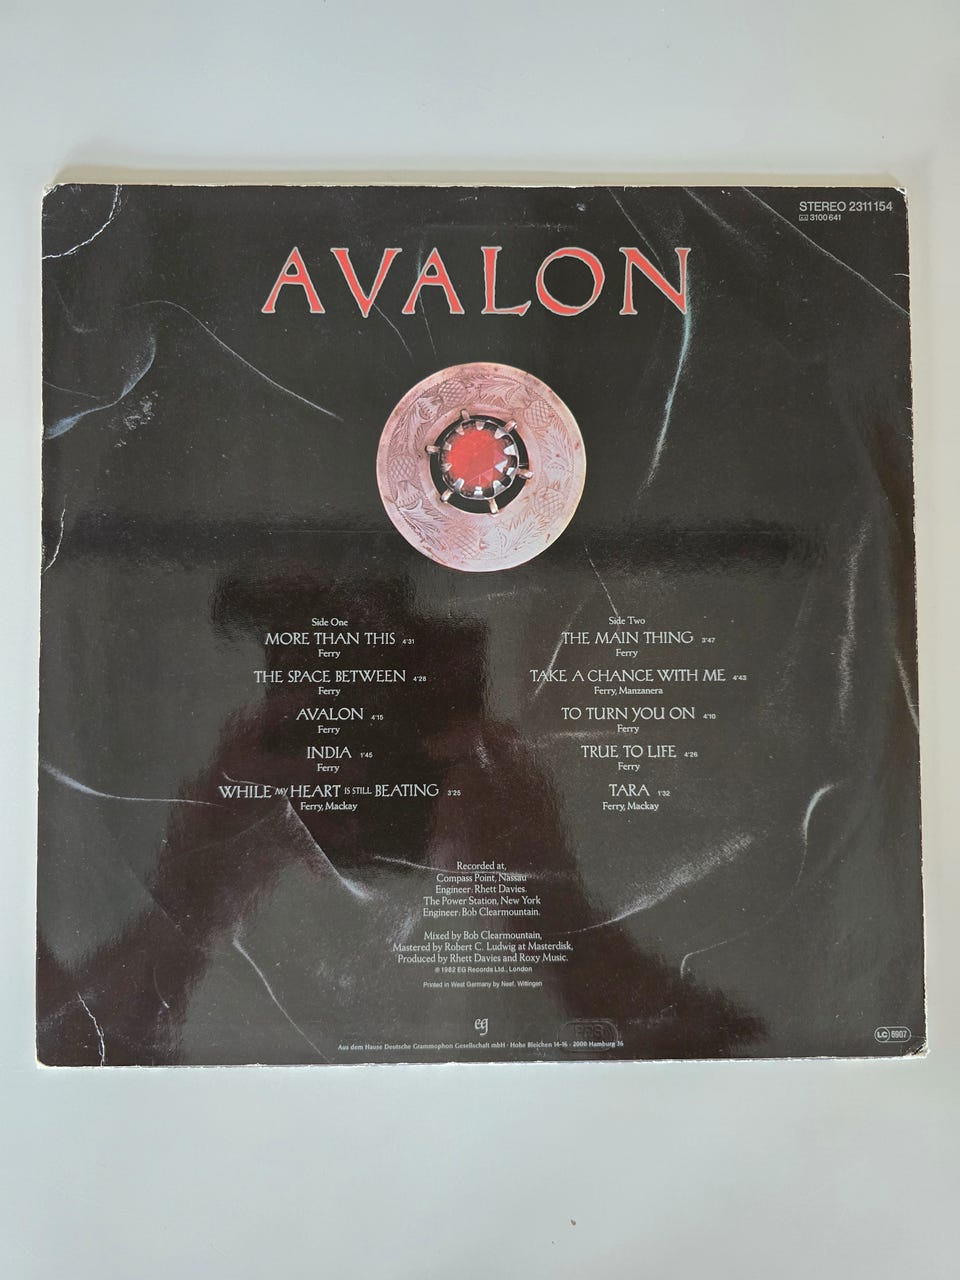 STEREO 2311 154
3100 641
AVALON
Side One
MORE THAN THIS 4'31
Ferry
THE SPACE BETWEEN 4'28
Ferry
AVALON 4'15
Ferry
INDIA 1'45
Ferry
WHILE MY HEART IS STILL BEATING 3'25
Ferry, Mackay
Side Two
THE MAIN THING 3'47
Ferry
TAKE A CHANCE WITH ME 4'43
Ferry, Manzanera
TO TURN YOU ON 4'10
Ferry
TRUE TO LIFE 4'26
Ferry
TARA 1'32
Ferry, Mackay
Recorded at,
Compass Point, Nassau
Engineer: Rhett Davies.
The Power Station, New York
Engineer: Bob Clearmountain.
Mixed by Bob Clearmountain,
Mastered by Robert C. Ludwig at Masterdisk,
Produced by Rhett Davies and Roxy Music.
℗ 1982 EG Records Ltd., London
Printed in West Germany by Neef, Wittingen
eg
Aus dem Hause Deutsche Grammophon Gesellschaft mbH · Hohe Bleichen 14-16 · 2000 Hamburg 36
LC 6907